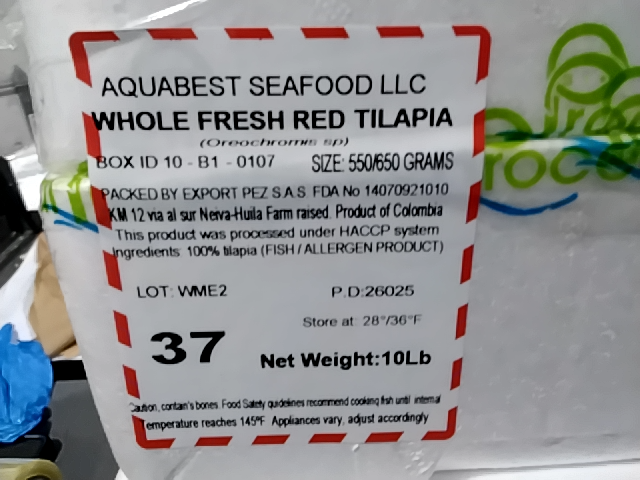 AQUABEST SEAFOOD LLC
WHOLE FRESH RED TILAPIA
(Oreochromis sp)
BOX ID 10 - B1 - 0107 SIZE: 550/650 GRAMS
PACKED BY EXPORT PEZ S.A.S. FDA No 14070921010
KM 12 via al sur Neiva-Huila Farm raised. Product of Colombia
This product was processed under HACCP system
Ingredients: 100% tilapia (FISH / ALLERGEN PRODUCT)
LOT: WME2 P.D:26025
Store at: 28°/36°F
37 Net Weight:10Lb
Caution, contain's bones. Food Safety guidelines recommend cooking fish until internal
Temperature reaches 145ºF. Appliances vary, adjust accordingly